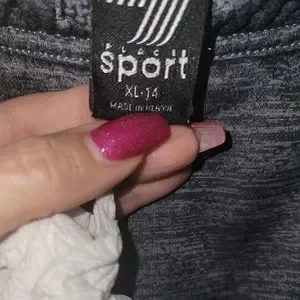 PLACE
sport
XL-14
MADE IN KENYA